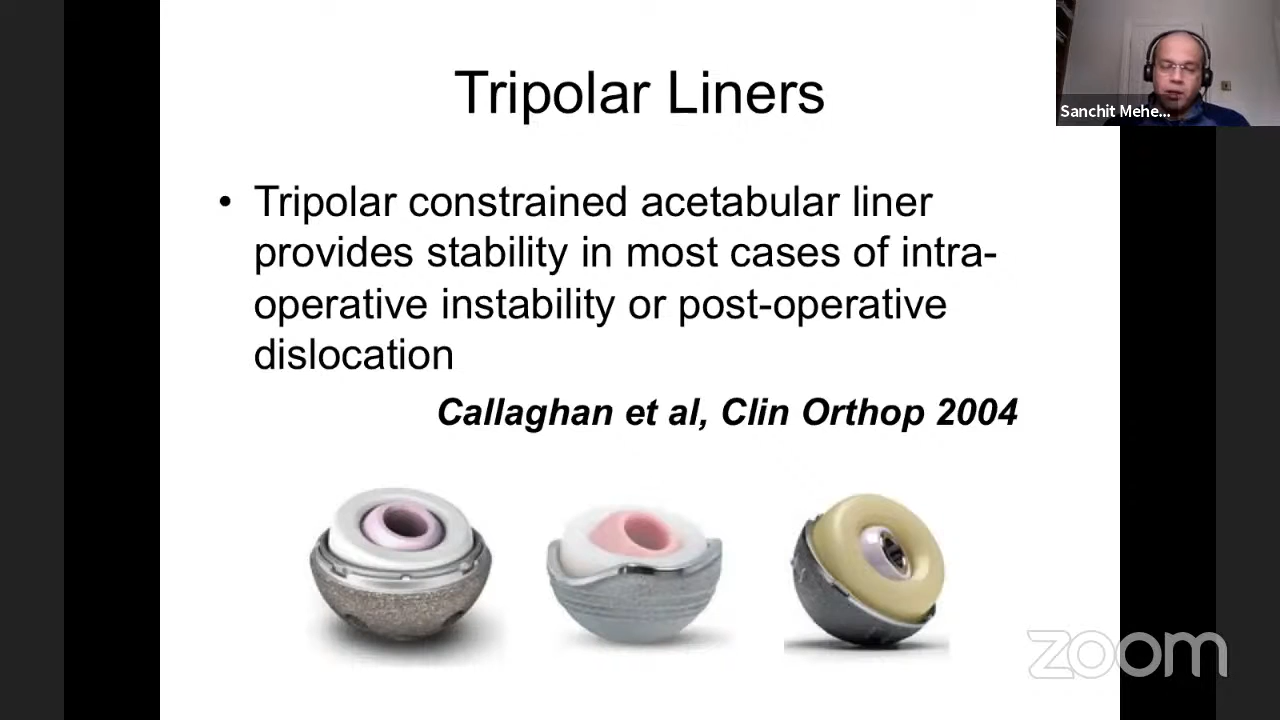 Tripolar Liners
Sanchit Mehe...
• Tripolar constrained acetabular liner
provides stability in most cases of intra-
operative instability or post-operative
dislocation
Callaghan et al, Clin Orthop 2004
zoom